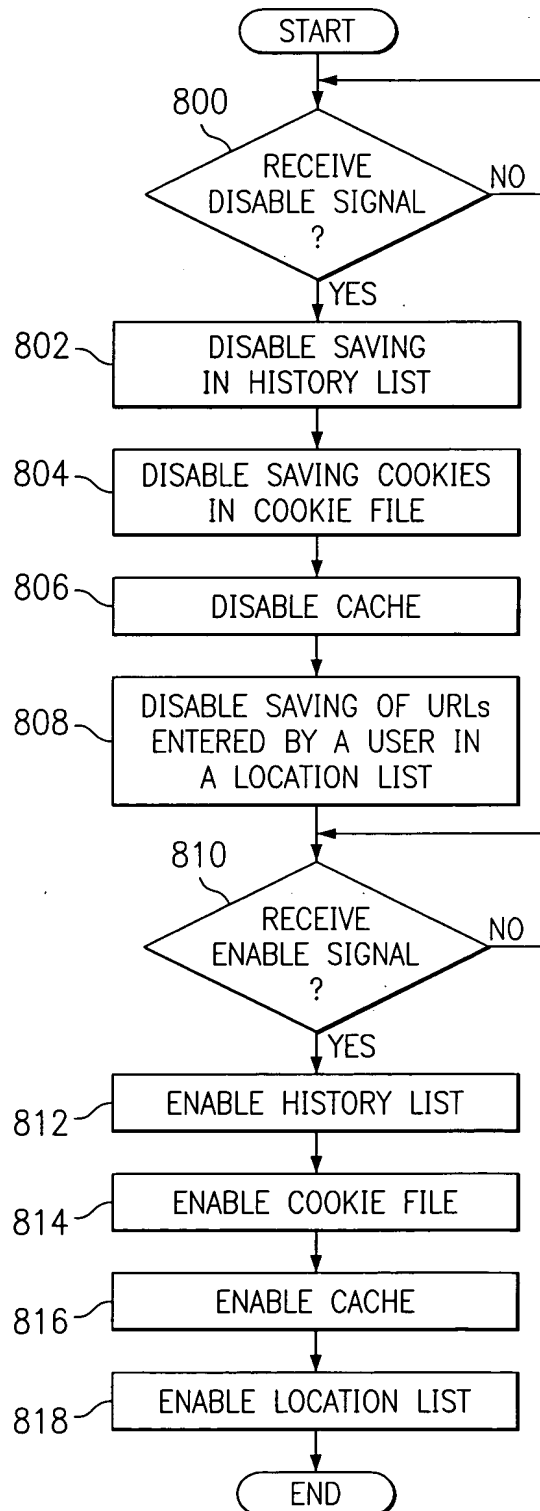 START
800
RECEIVE
DISABLE SIGNAL
?
NO
YES
802
DISABLE SAVING
IN HISTORY LIST
804
DISABLE SAVING COOKIES
IN COOKIE FILE
806
DISABLE CACHE
808
DISABLE SAVING OF URLs
ENTERED BY A USER IN
A LOCATION LIST
810
RECEIVE
ENABLE SIGNAL
?
NO
YES
812
ENABLE HISTORY LIST
814
ENABLE COOKIE FILE
816
ENABLE CACHE
818
ENABLE LOCATION LIST
END